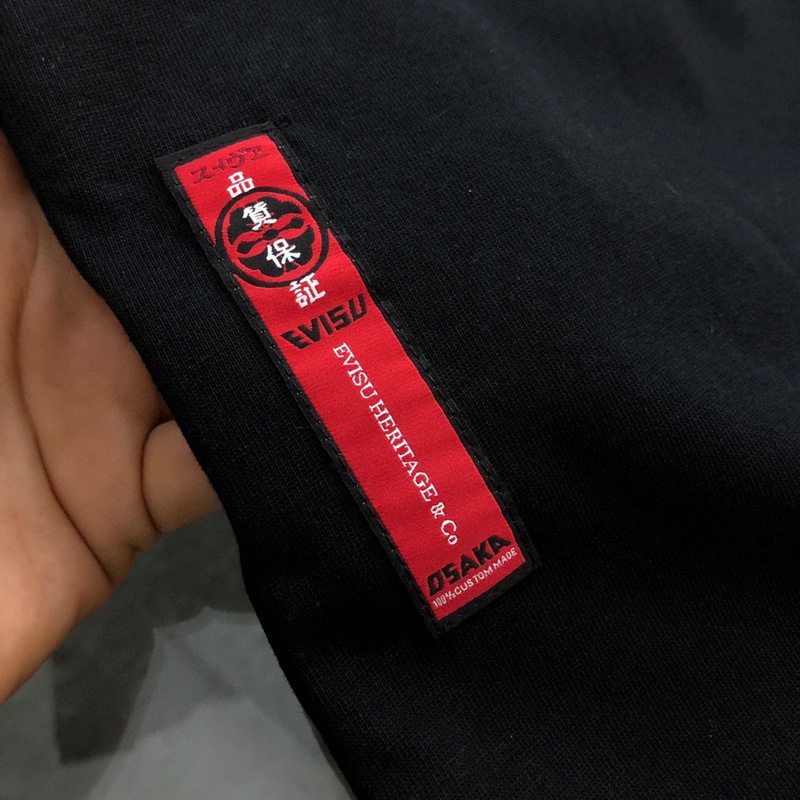 スイヴエ
品質保証
EVISU
EVISU HERITAGE & Co
OSAKA
100% CUSTOM MADE